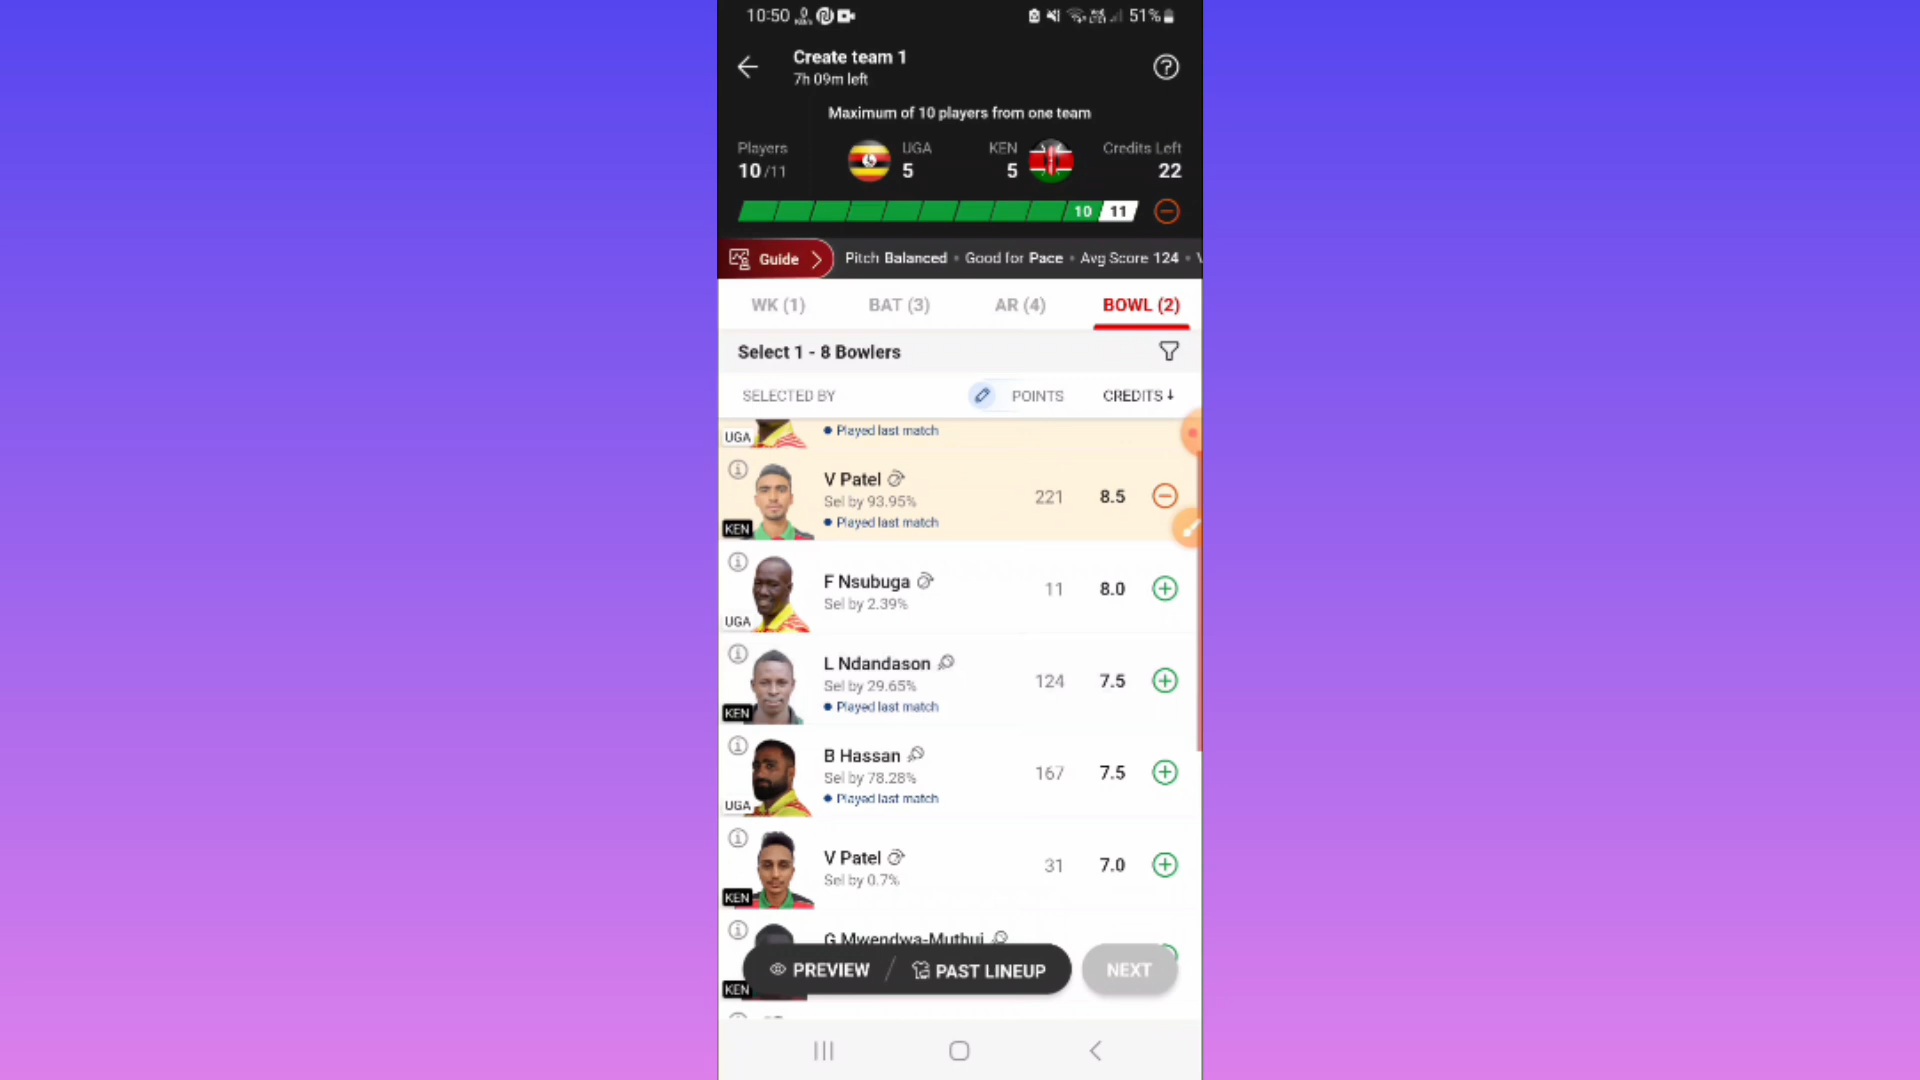 10:50
51%
Create team 1
7h 09m left
Maximum of 10 players from one team
Players
10/11
UGA
5
KEN
5
Credits Left
22
10
11
Guide
Pitch Balanced • Good for Pace • Avg Score 124
WK (1)
BAT (3)
AR (4)
BOWL (2)
Select 1 - 8 Bowlers
SELECTED BY
POINTS
CREDITS↓
UGA
Played last match
V Patel
Sel by 93.95%
Played last match
KEN
221
8.5
F Nsubuga
Sel by 2.39%
UGA
11
8.0
L Ndandason
Sel by 29.65%
Played last match
KEN
124
7.5
B Hassan
Sel by 78.28%
Played last match
UGA
167
7.5
V Patel
Sel by 0.7%
KEN
31
7.0
G Mwendwa-Muthui
KEN
PREVIEW / PAST LINEUP
NEXT